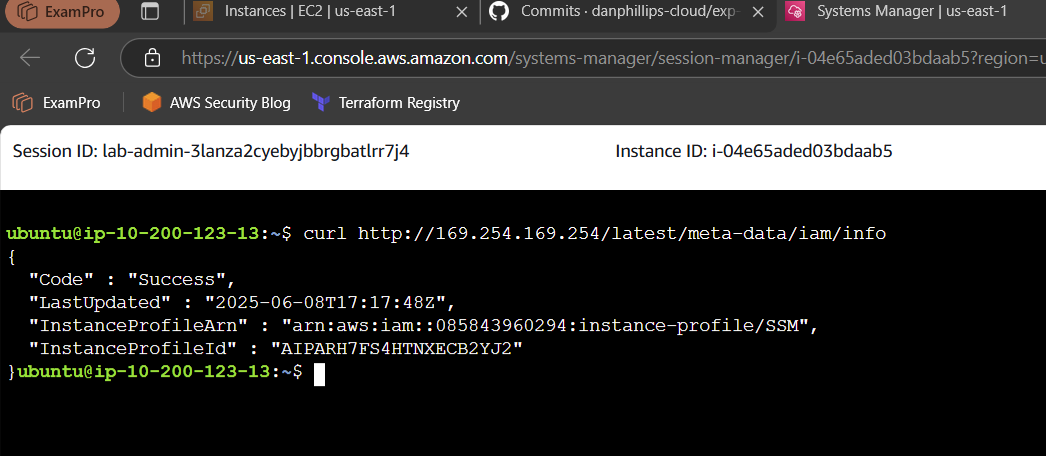 ExamPro
Instances | EC2 | us-east-1
Commits · danphillips-cloud/exp-
Systems Manager | us-east-1
https://us-east-1.console.aws.amazon.com/systems-manager/session-manager/i-04e65aded03bdaab5?region=u
ExamPro
AWS Security Blog
Terraform Registry
Session ID: lab-admin-3lanza2cyebyjbbrgbatlrr7j4
Instance ID: i-04e65aded03bdaab5
ubuntu@ip-10-200-123-13:~$ curl http://169.254.169.254/latest/meta-data/iam/info
{
  "Code" : "Success",
  "LastUpdated" : "2025-06-08T17:17:48Z",
  "InstanceProfileArn" : "arn:aws:iam::085843960294:instance-profile/SSM",
  "InstanceProfileId" : "AIPARH7FS4HTNXECB2YJ2"
}ubuntu@ip-10-200-123-13:~$